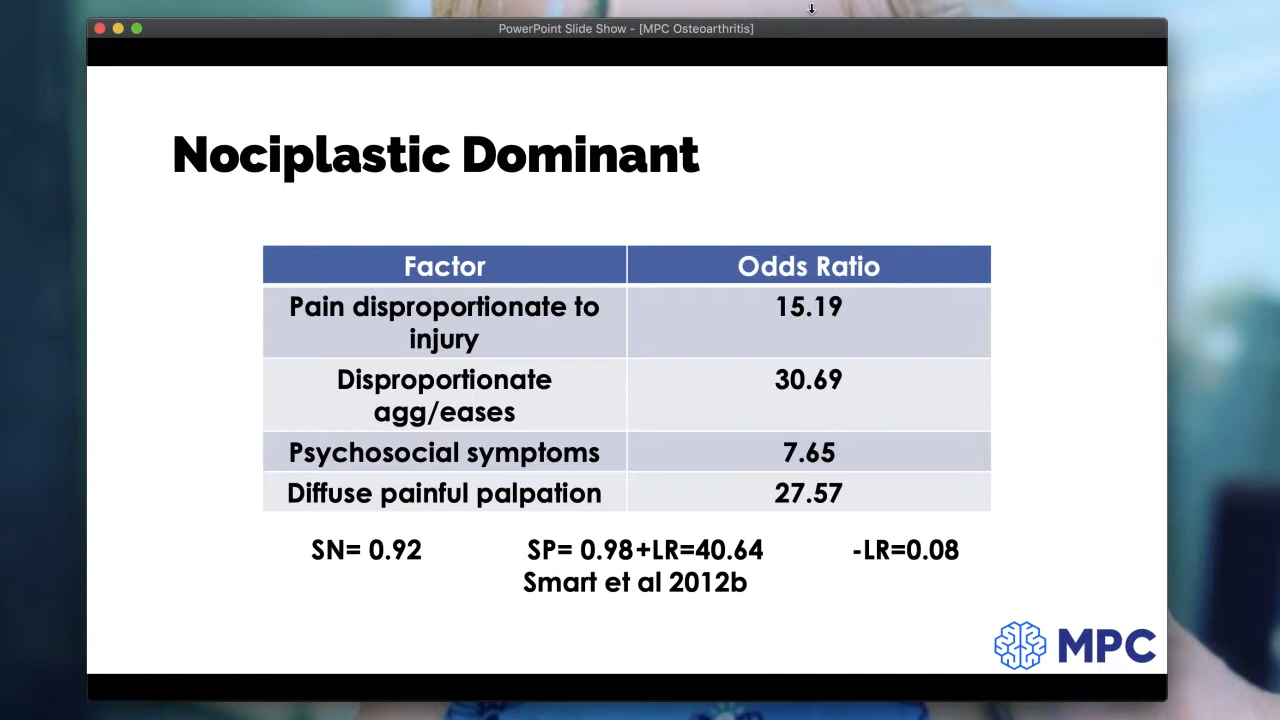 PowerPoint Slide Show - [MPC Osteoarthritis]
Nociplastic Dominant
Factor
Odds Ratio
Pain disproportionate to
injury
15.19
Disproportionate
agg/eases
30.69
Psychosocial symptoms
7.65
Diffuse painful palpation
27.57
SN= 0.92 SP= 0.98+LR=40.64 -LR=0.08
Smart et al 2012b
MPC